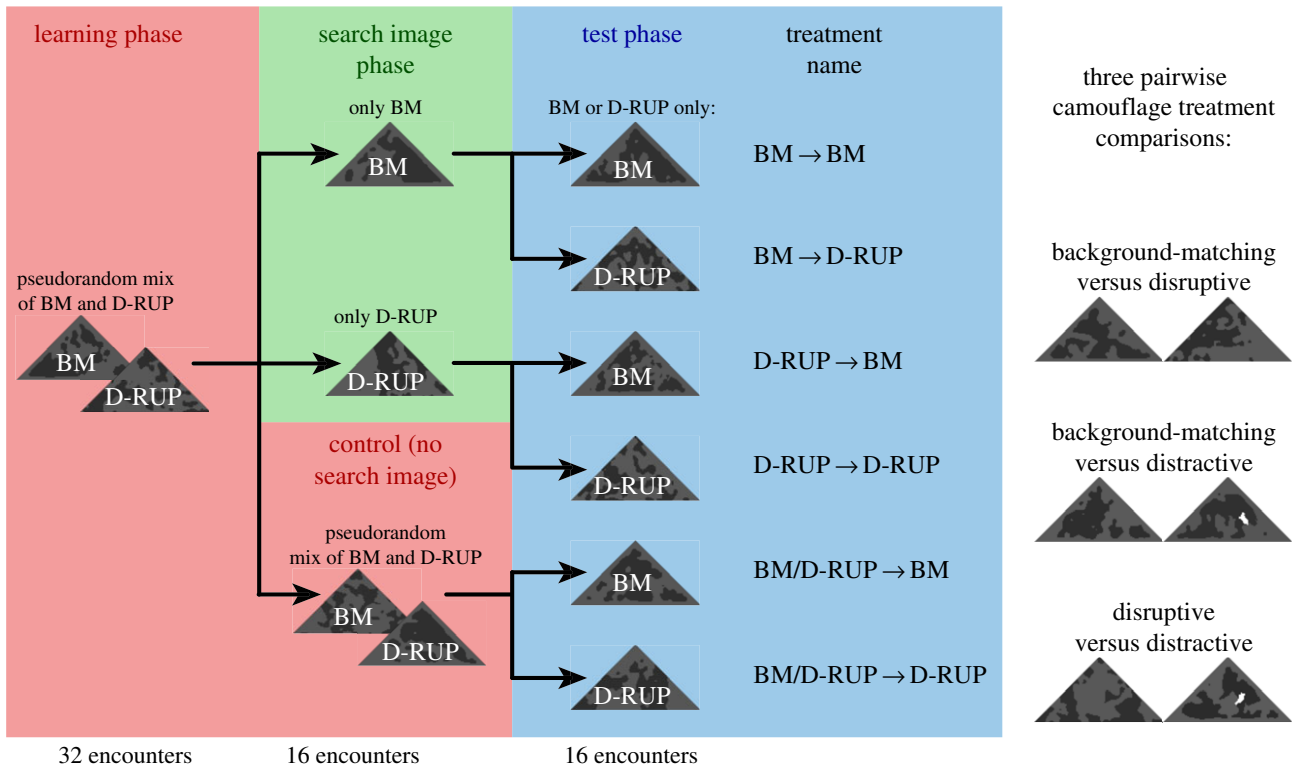 learning phase
search image
phase
test phase
treatment
name
three pairwise
camouflage treatment
comparisons:
only BM
BM or D-RUP only:
BM
BM
BM → BM
D-RUP
BM → D-RUP
background-matching
versus disruptive
pseudorandom mix
of BM and D-RUP
BM
D-RUP
only D-RUP
D-RUP
BM
D-RUP → BM
control (no
search image)
D-RUP
D-RUP → D-RUP
background-matching
versus distractive
pseudorandom
mix of BM and D-RUP
BM
D-RUP
BM
BM/D-RUP → BM
D-RUP
BM/D-RUP → D-RUP
disruptive
versus distractive
32 encounters
16 encounters
16 encounters